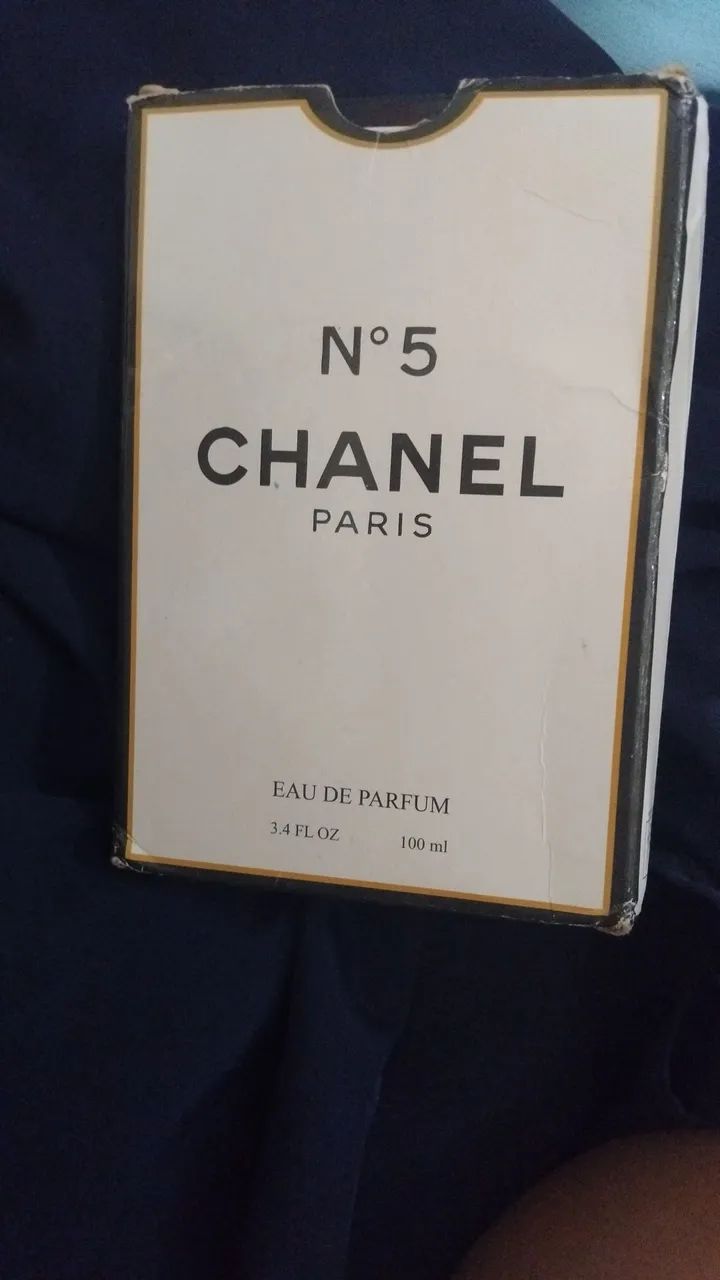 N°5
CHANEL
PARIS
EAU DE PARFUM
3.4 FL OZ 100 ml